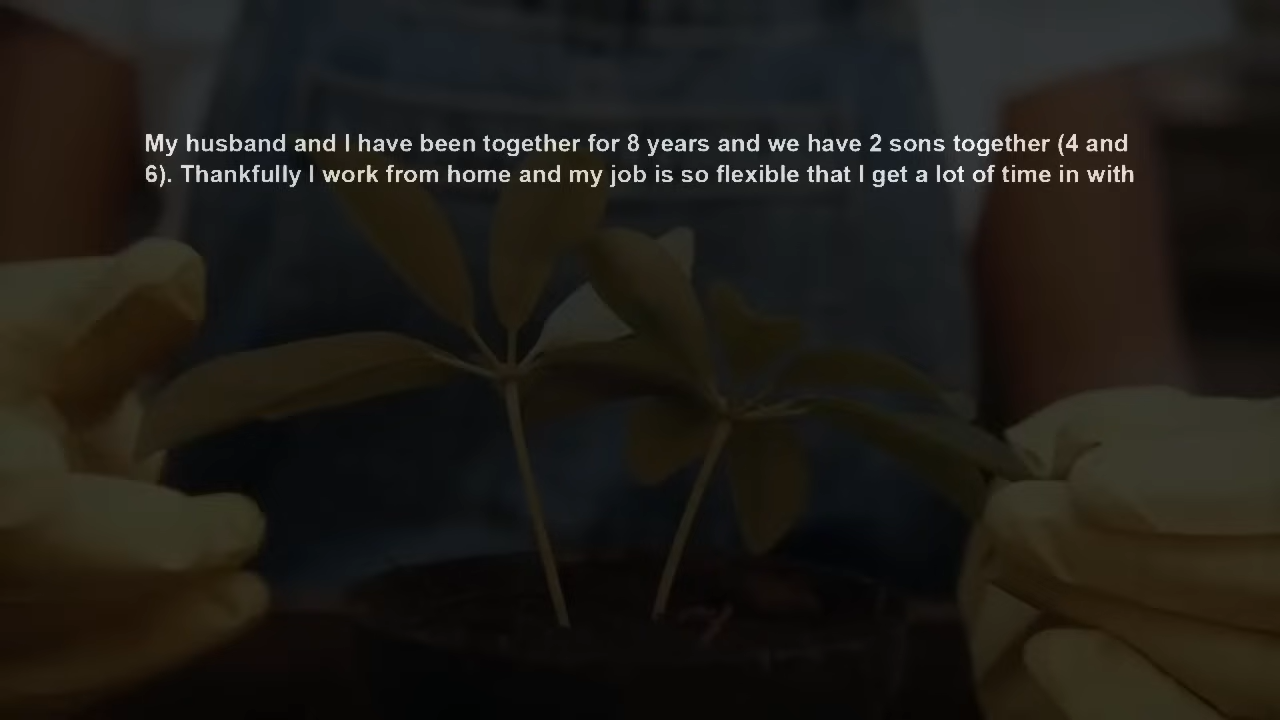 My husband and I have been together for 8 years and we have 2 sons together (4 and
6). Thankfully I work from home and my job is so flexible that I get a lot of time in with